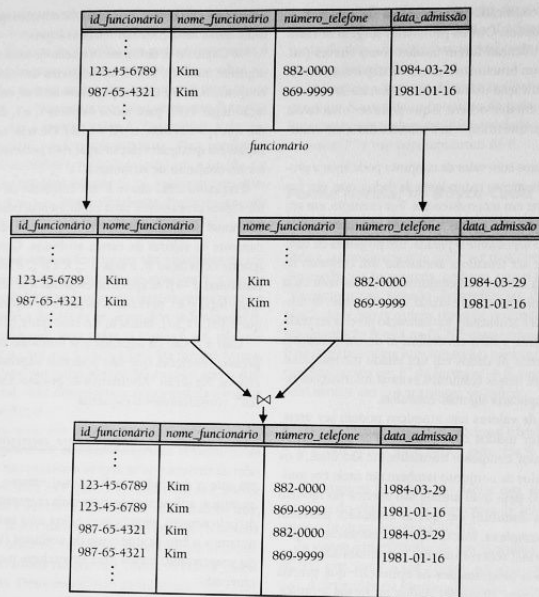 id_funcionário nome_funcionário número_telefone data_admissão
123-45-6789 Kim 882-0000 1984-03-29
987-65-4321 Kim 869-9999 1981-01-16
funcionário
id_funcionário nome_funcionário
123-45-6789 Kim
987-65-4321 Kim
nome_funcionário número_telefone data_admissão
Kim 882-0000 1984-03-29
Kim 869-9999 1981-01-16
⋈
id_funcionário nome_funcionário número_telefone data_admissão
123-45-6789 Kim 882-0000 1984-03-29
123-45-6789 Kim 869-9999 1981-01-16
987-65-4321 Kim 882-0000 1984-03-29
987-65-4321 Kim 869-9999 1981-01-16